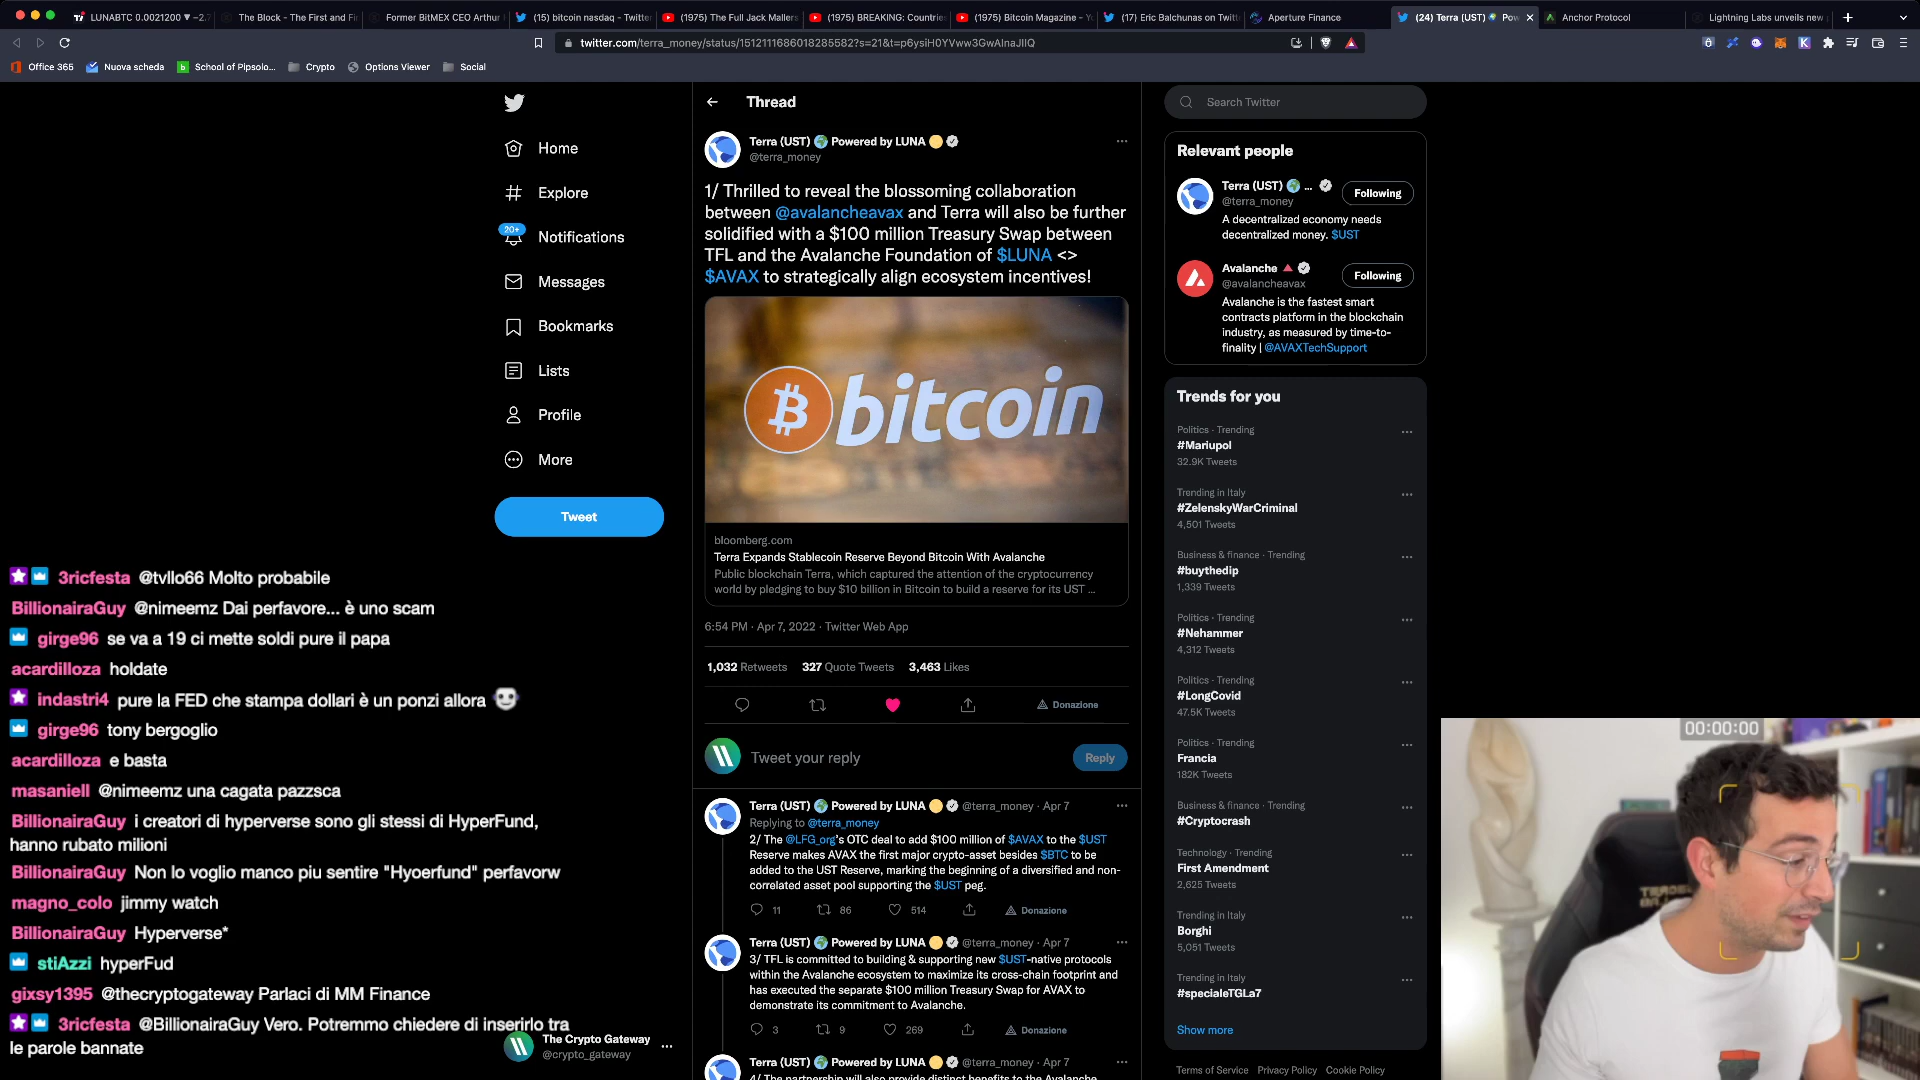 LUNABTC 0.0021200 ▼ −2.7
The Block - The First and Fi
Former BitMEX CEO Arthur
(15) bitcoin nasdaq - Twitter
(1975) The Full Jack Mallers
(1975) BREAKING: Countries
(1975) Bitcoin Magazine - Yo
(17) Eric Balchunas on Twitt
Aperture Finance
(24) Terra (UST) Pow
Anchor Protocol
Lightning Labs unveils new
twitter.com/terra_money/status/1512111686018285582?s=21&t=p6ysiH0YVww3GwAlnaJIlQ
Office 365
Nuova scheda
School of Pipsolo...
Crypto
Options Viewer
Social
Home
Explore
20+
Notifications
Messages
Bookmarks
Lists
Profile
More
Tweet
Thread
Terra (UST) Powered by LUNA
@terra_money
1/ Thrilled to reveal the blossoming collaboration
between @avalancheavax and Terra will also be further
solidified with a $100 million Treasury Swap between
TFL and the Avalanche Foundation of $LUNA <>
$AVAX to strategically align ecosystem incentives!
bitcoin
bloomberg.com
Terra Expands Stablecoin Reserve Beyond Bitcoin With Avalanche
Public blockchain Terra, which captured the attention of the cryptocurrency
world by pledging to buy $10 billion in Bitcoin to build a reserve for its UST ...
6:54 PM · Apr 7, 2022 · Twitter Web App
1,032 Retweets 327 Quote Tweets 3,463 Likes
Donazione
Tweet your reply
Reply
Terra (UST) Powered by LUNA @terra_money · Apr 7
Replying to @terra_money
2/ The @LFG_org's OTC deal to add $100 million of $AVAX to the $UST
Reserve makes AVAX the first major crypto-asset besides $BTC to be
added to the UST Reserve, marking the beginning of a diversified and non-
correlated asset pool supporting the $UST peg.
11 86 514 Donazione
Terra (UST) Powered by LUNA @terra_money · Apr 7
3/ TFL is committed to building & supporting new $UST-native protocols
within the Avalanche ecosystem to maximize its cross-chain footprint and
has executed the separate $100 million Treasury Swap for AVAX to
demonstrate its commitment to Avalanche.
3 9 269 Donazione
Terra (UST) Powered by LUNA @terra_money · Apr 7
4/ The partnership will also provide distinct benefits to the Avalanche
Search Twitter
Relevant people
Terra (UST) ...
@terra_money
Following
A decentralized economy needs
decentralized money. $UST
Avalanche
@avalancheavax
Following
Avalanche is the fastest smart
contracts platform in the blockchain
industry, as measured by time-to-
finality | @AVAXTechSupport
Trends for you
Politics · Trending
#Mariupol
32.9K Tweets
Trending in Italy
#ZelenskyWarCriminal
4,501 Tweets
Business & finance · Trending
#buythedip
1,339 Tweets
Politics · Trending
#Nehammer
4,312 Tweets
Politics · Trending
#LongCovid
47.5K Tweets
Politics · Trending
Francia
182K Tweets
Business & finance · Trending
#Cryptocrash
Technology · Trending
First Amendment
2,625 Tweets
Trending in Italy
Borghi
5,051 Tweets
Trending in Italy
#specialeTGLa7
Show more
Terms of Service Privacy Policy Cookie Policy
3ricfesta @tvllo66 Molto probabile
BillionairaGuy @nimeemz Dai perfavore... è uno scam
girge96 se va a 19 ci mette soldi pure il papa
acardilloza holdate
indastri4 pure la FED che stampa dollari è un ponzi allora
girge96 tony bergoglio
acardilloza e basta
masaniell @nimeemz una cagata pazzsca
BillionairaGuy i creatori di hyperverse sono gli stessi di HyperFund,
hanno rubato milioni
BillionairaGuy Non lo voglio manco piu sentire "Hyoerfund" perfavorw
magno_colo jimmy watch
BillionairaGuy Hyperverse*
stiAzzi hyperFud
gixsy1395 @thecryptogateway Parlaci di MM Finance
3ricfesta @BillionairaGuy Vero. Potremmo chiedere di inserirlo tra
le parole bannate
The Crypto Gateway
@crypto_gateway
00:00:00